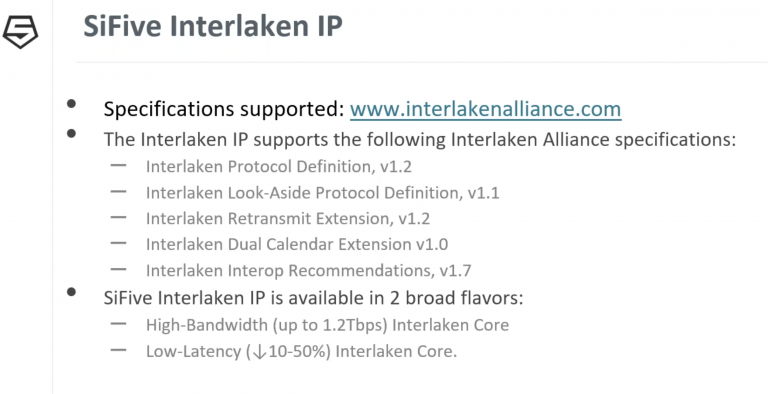 SiFive Interlaken IP
• Specifications supported: www.interlakenalliance.com
• The Interlaken IP supports the following Interlaken Alliance specifications:
— Interlaken Protocol Definition, v1.2
— Interlaken Look-Aside Protocol Definition, v1.1
— Interlaken Retransmit Extension, v1.2
— Interlaken Dual Calendar Extension v1.0
— Interlaken Interop Recommendations, v1.7
• SiFive Interlaken IP is available in 2 broad flavors:
— High-Bandwidth (up to 1.2Tbps) Interlaken Core
— Low-Latency (↓10-50%) Interlaken Core.